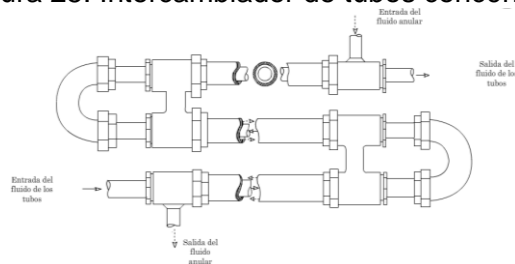 Entrada del
fluido anular
Salida del
fluido de los
tubos
Entrada del
fluido de los
tubos
Salida del
fluido
anular